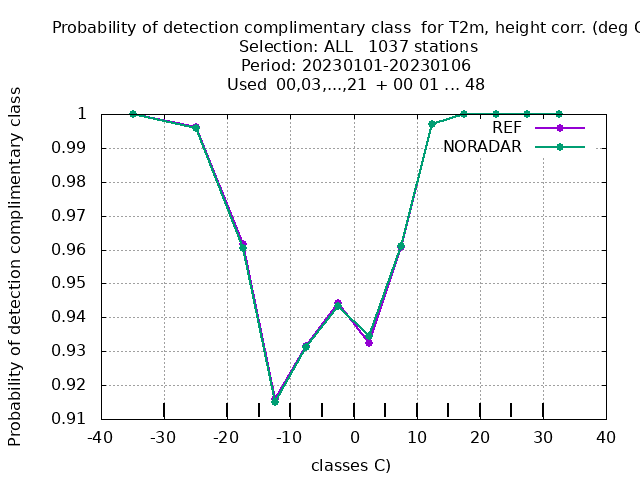 Probability of detection complimentary class for T2m, height corr. (deg
Selection: ALL 1037 stations
Period: 20230101-20230106
Used 00,03,...,21 + 00 01 ... 48
Probability of detection complimentary class
1
0.99
0.98
0.97
0.96
0.95
0.94
0.93
0.92
0.91
REF
NORADAR
-40 -30 -20 -10 0 10 20 30 40
classes C)